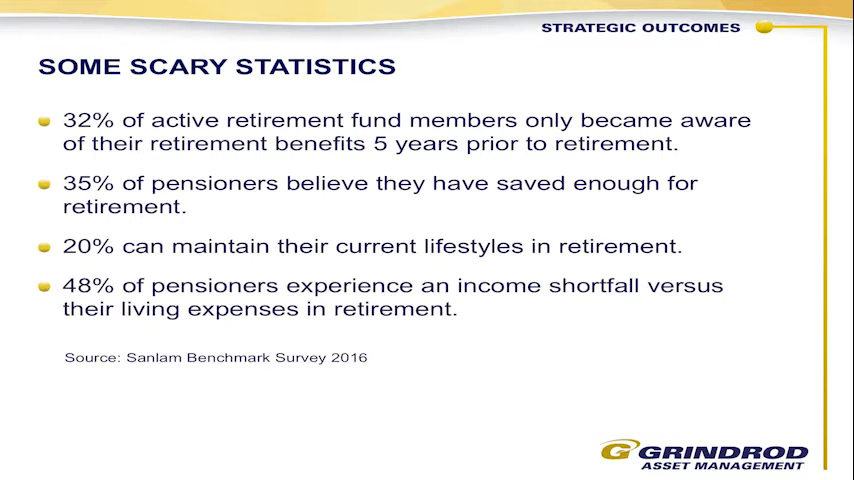 STRATEGIC OUTCOMES
SOME SCARY STATISTICS
32% of active retirement fund members only became aware
of their retirement benefits 5 years prior to retirement.
35% of pensioners believe they have saved enough for
retirement.
20% can maintain their current lifestyles in retirement.
48% of pensioners experience an income shortfall versus
their living expenses in retirement.
Source: Sanlam Benchmark Survey 2016
GRINDROD
ASSET MANAGEMENT